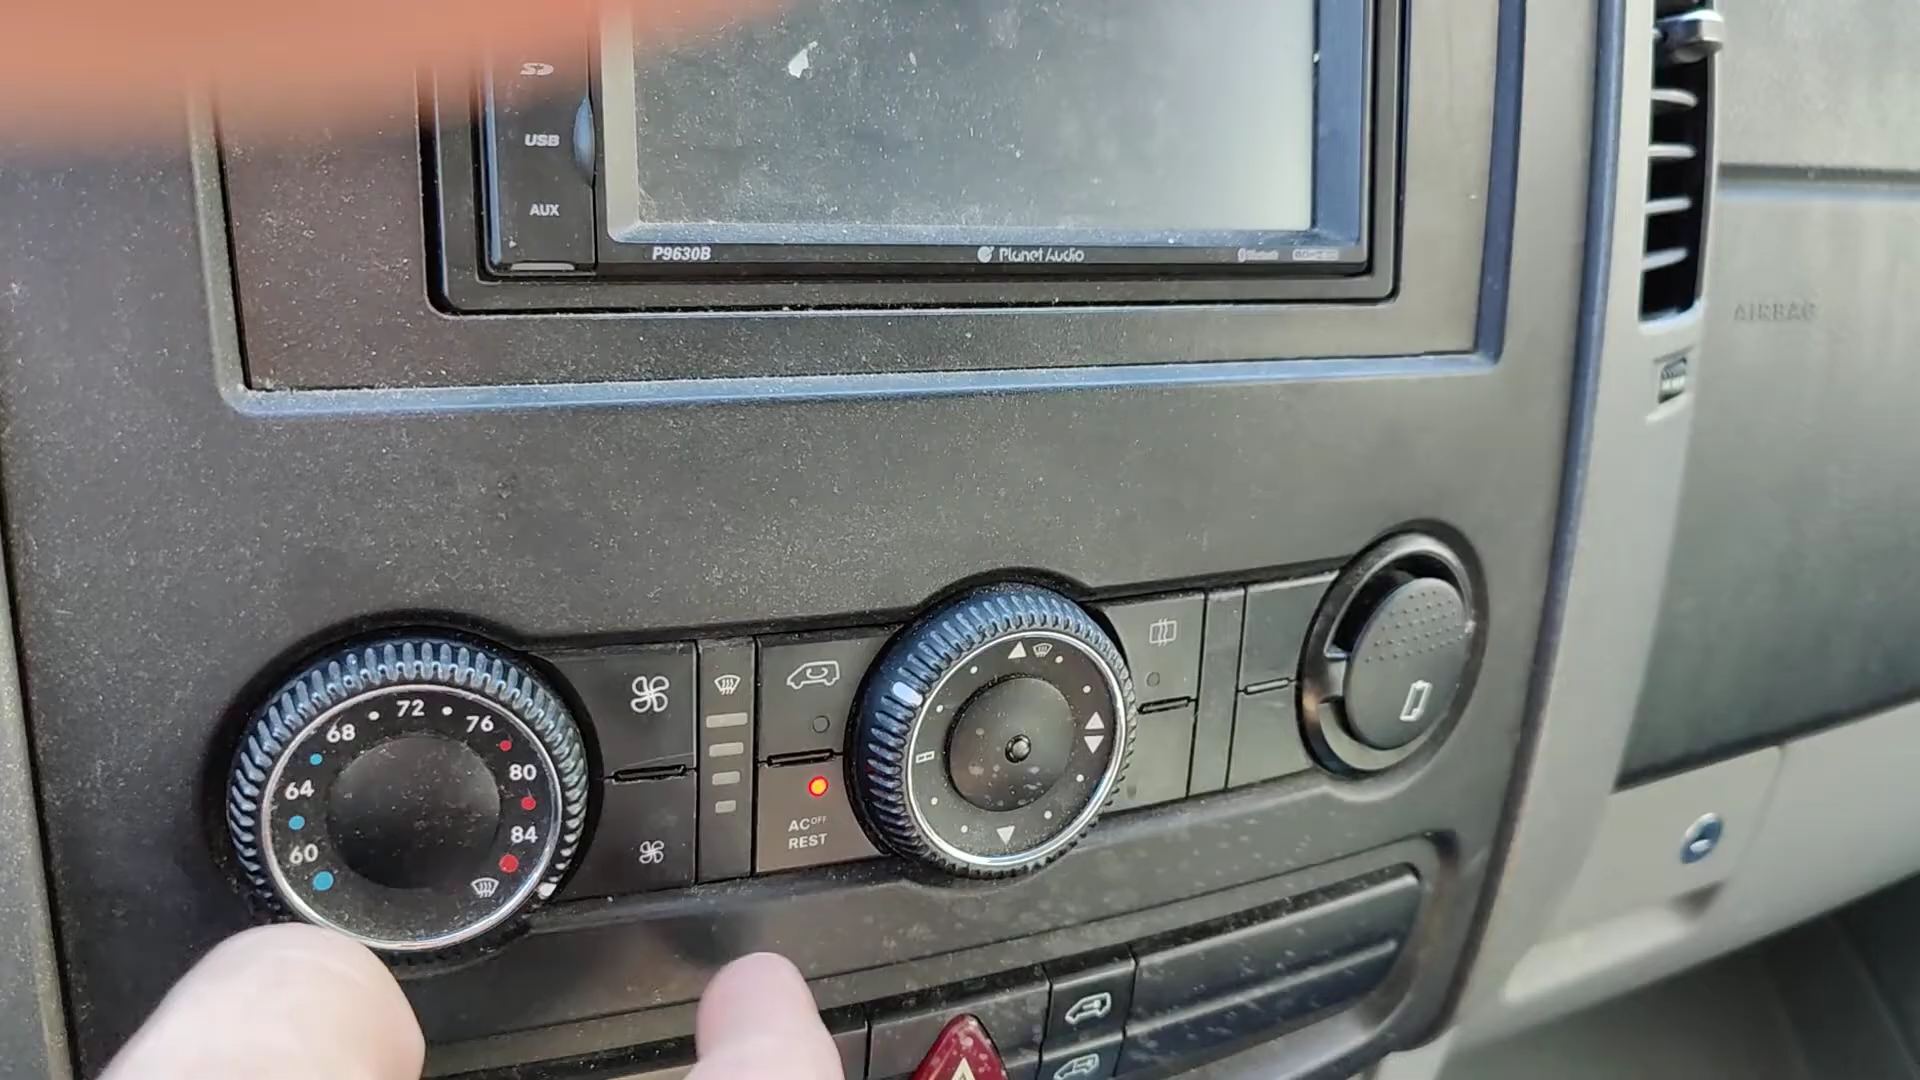 SD
USB
AUX
P9630B
Planet Audio
AIRBAG
72
68
76
64
80
60
84
AC OFF
REST